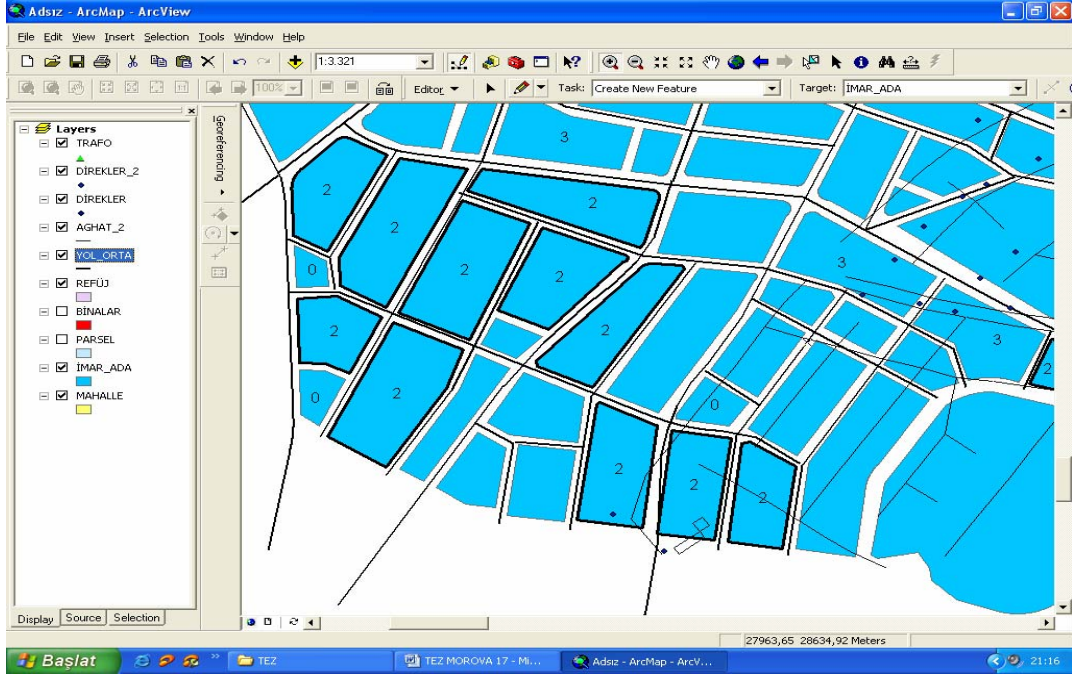 Adsız - ArcMap - ArcView
File Edit View Insert Selection Tools Window Help
1:3.321
100% Editor Task: Create New Feature Target: İMAR_ADA
Layers
TRAFO
DİREKLER_2
DİREKLER
AGHAT_2
YOL_ORTA
REFÜJ
BİNALAR
PARSEL
İMAR_ADA
MAHALLE
Georeferencing
3
2
2
2
2
2
0
3
2
2
3
2
2
0
0
2
2
2
2
Display Source Selection
27963,65 28634,92 Meters
Başlat TEZ TEZ MOROVA 17 - Mi... Adsız - ArcMap - ArcV... 21:16